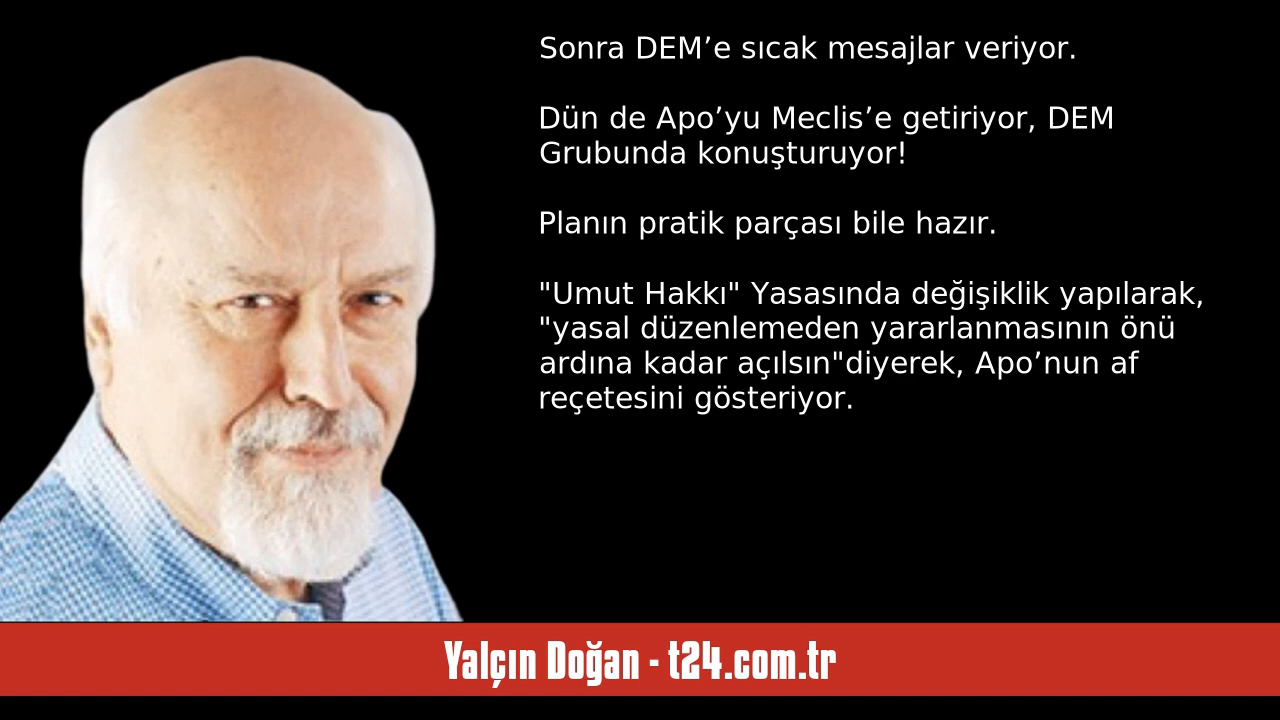 Sonra DEM’e sıcak mesajlar veriyor.
Dün de Apo’yu Meclis’e getiriyor, DEM
Grubunda konuşturuyor!
Planın pratik parçası bile hazır.
"Umut Hakkı" Yasasında değişiklik yapılarak,
"yasal düzenlemeden yararlanmasının önü
ardına kadar açılsın"diyerek, Apo’nun af
reçetesini gösteriyor.
Yalçın Doğan - t24.com.tr